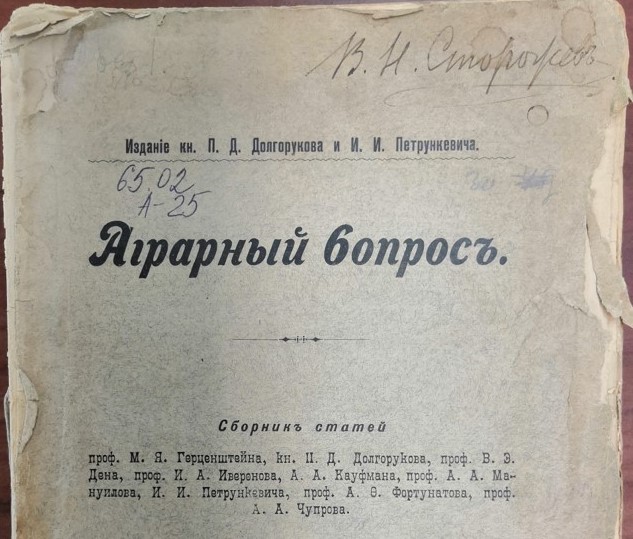 В. Н. Сторожевъ
Изданіе кн. П. Д. Долгорукова и И. И. Петрункевича.
65.02
А-25
Аграрный вопросъ.
II
Сборникъ статей
проф. М. Я. Герценштейна, кн. П. Д. Долгорукова, проф. В. Э.
Дена, проф. И. А. Иверонова, А. А. Кауфмана, проф. А. А. Ма-
нуилова, И. И. Петрункевича, проф. А. Ѳ. Фортунатова, проф.
А. А. Чупрова.